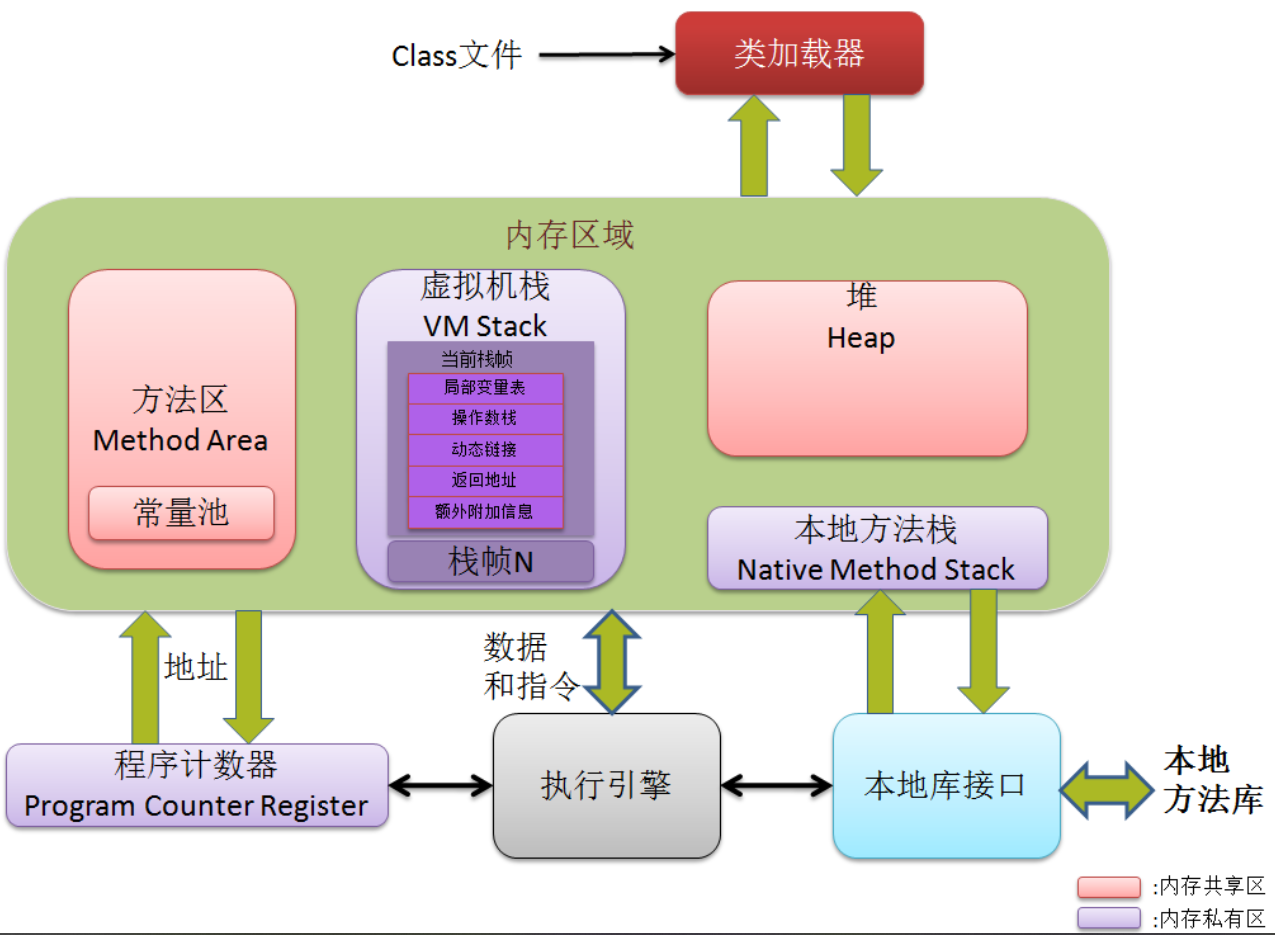 Class文件
类加载器
内存区域
方法区
Method Area
常量池
虚拟机栈
VM Stack
当前栈帧
局部变量表
操作数栈
动态链接
返回地址
额外附加信息
栈帧N
堆
Heap
本地方法栈
Native Method Stack
地址
数据
和指令
程序计数器
Program Counter Register
执行引擎
本地库接口
本地
方法库
:内存共享区
:内存私有区